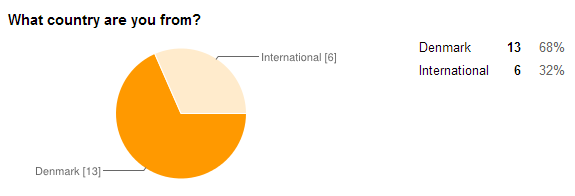 What country are you from?
International [6]
Denmark [13]
Denmark 13 68%
International 6 32%